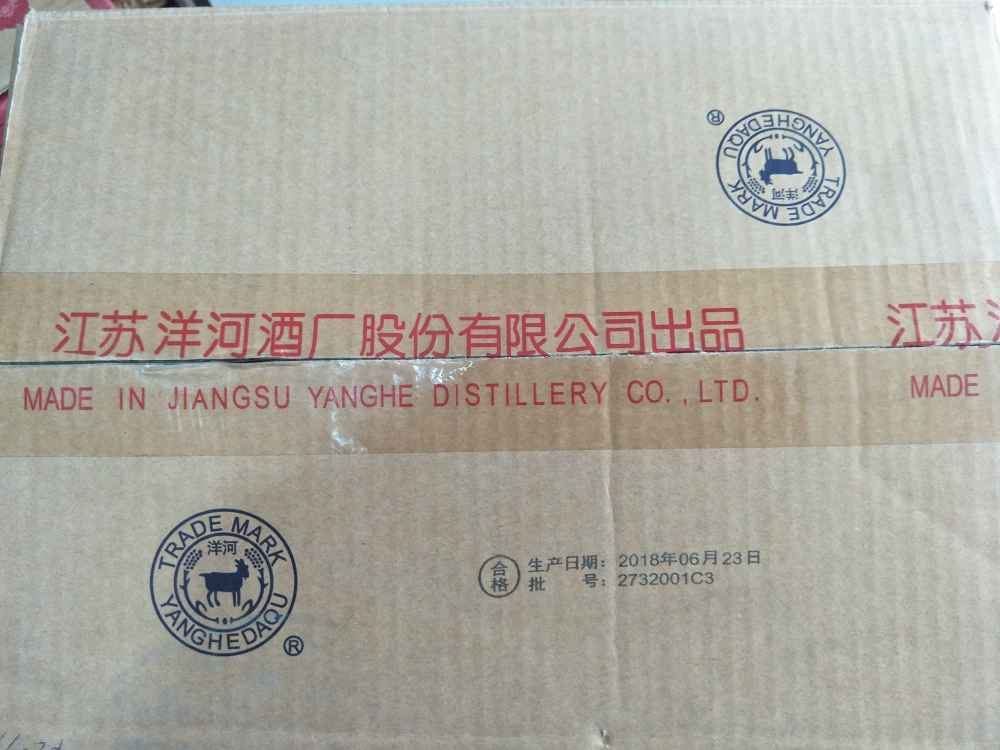 ® TRADE MARK
洋河
YANGHEDAQU
江苏洋河酒厂股份有限公司出品 江苏
MADE IN JIANGSU YANGHE DISTILLERY CO.,LTD. MADE
TRADE MARK
洋河
YANGHEDAQU ®
合格 生产日期：2018年06月23日
批 号：2732001C3